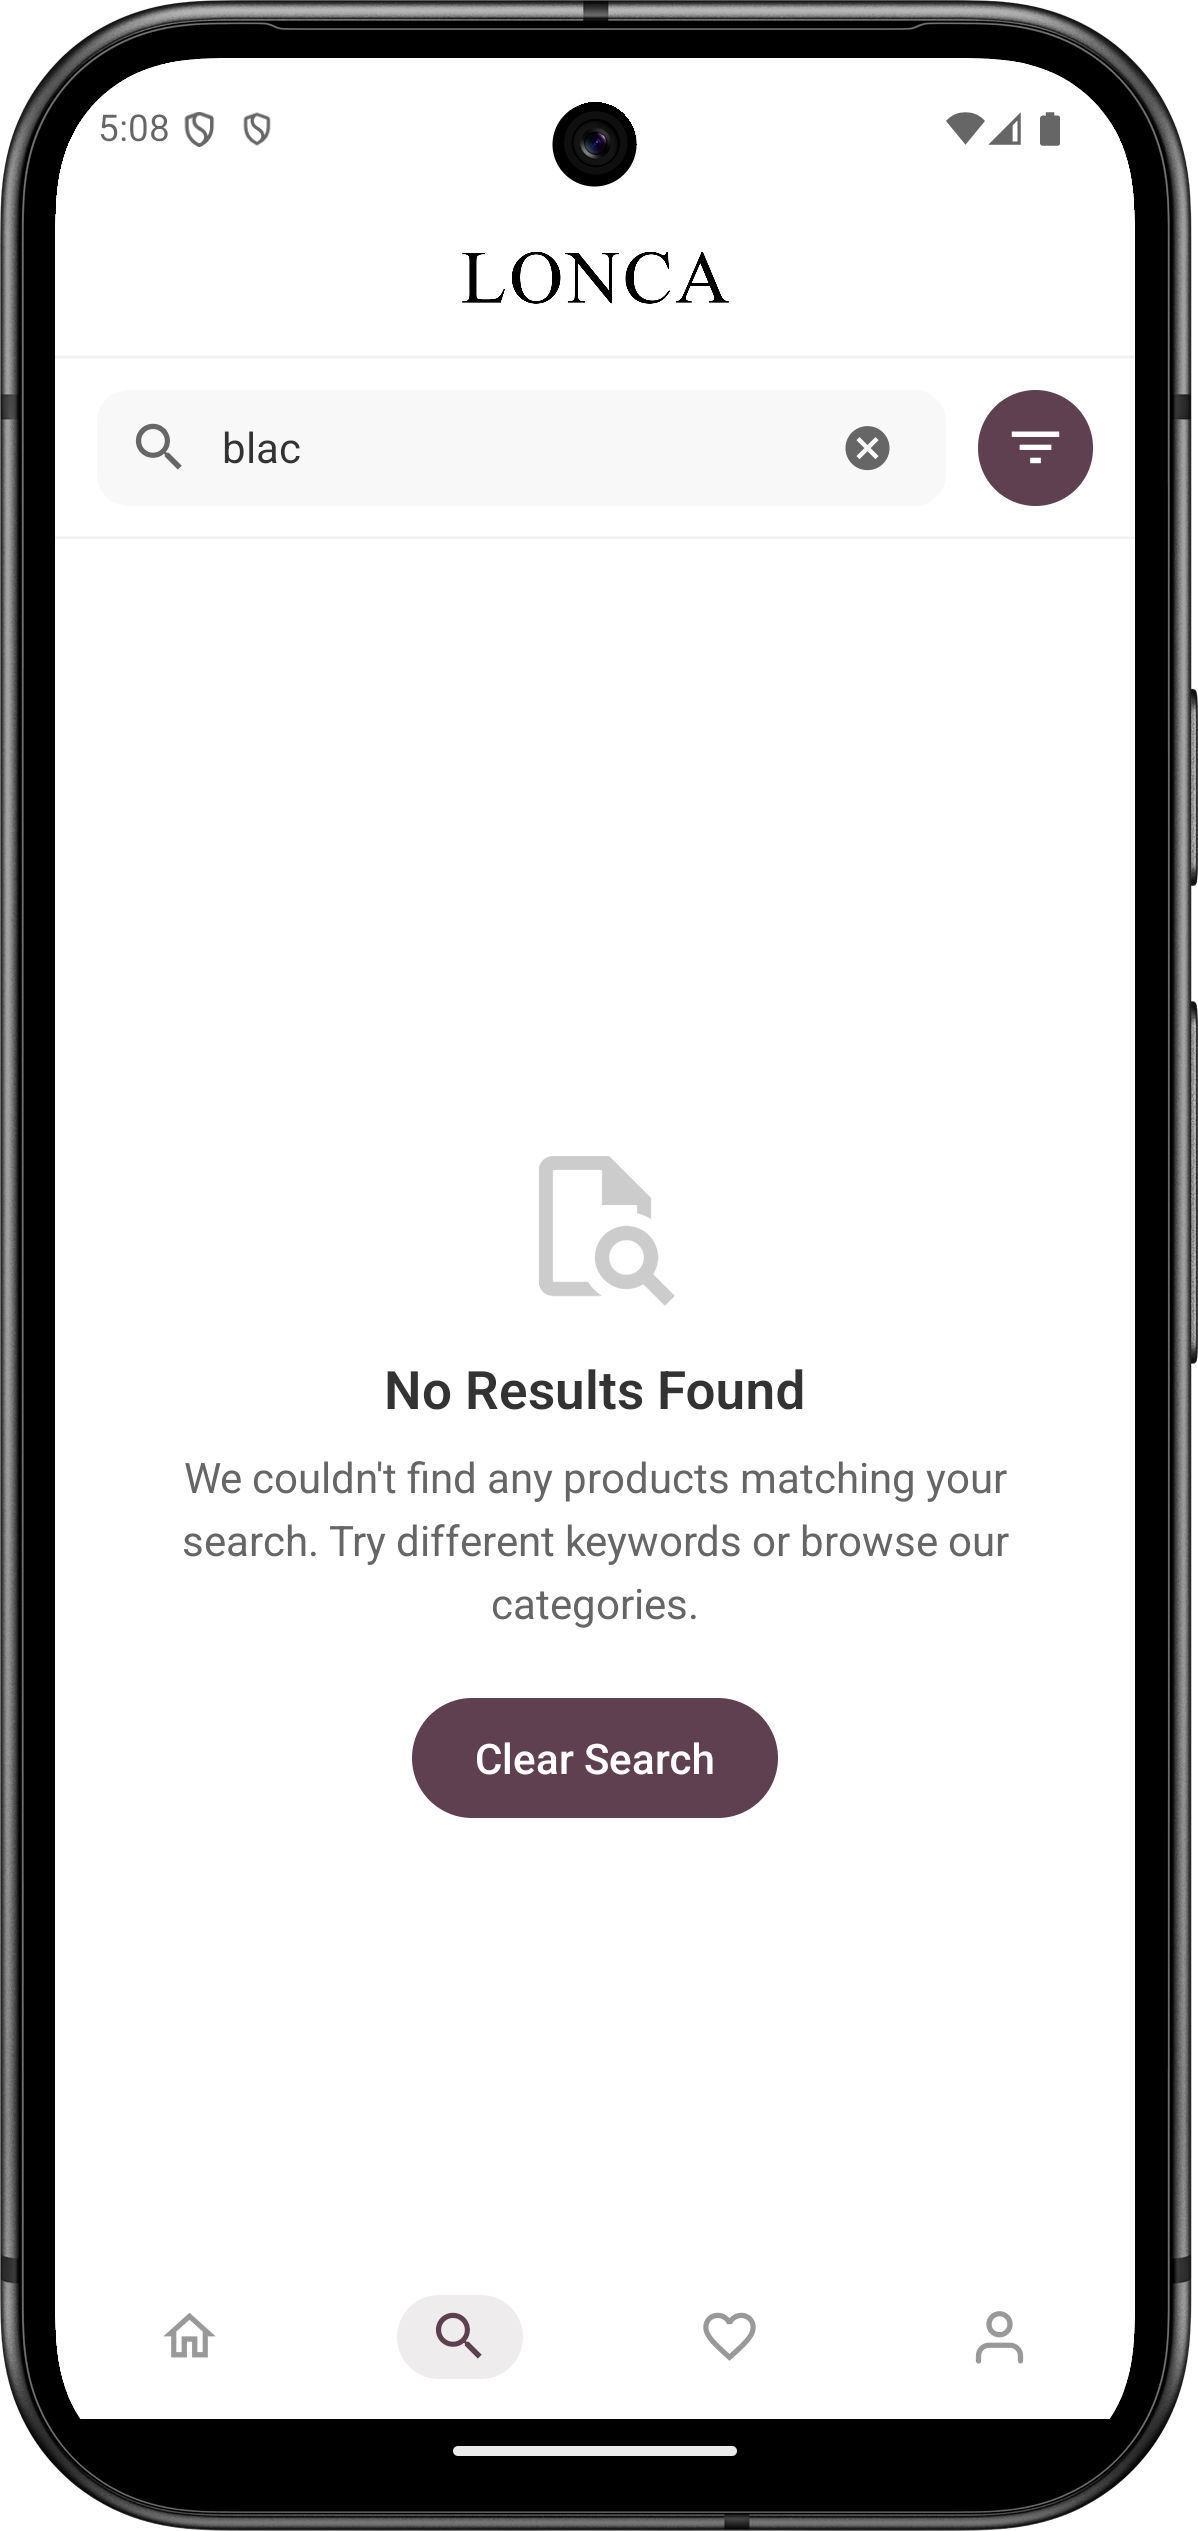 5:08
LONCA
blac
No Results Found
We couldn't find any products matching your
search. Try different keywords or browse our
categories.
Clear Search